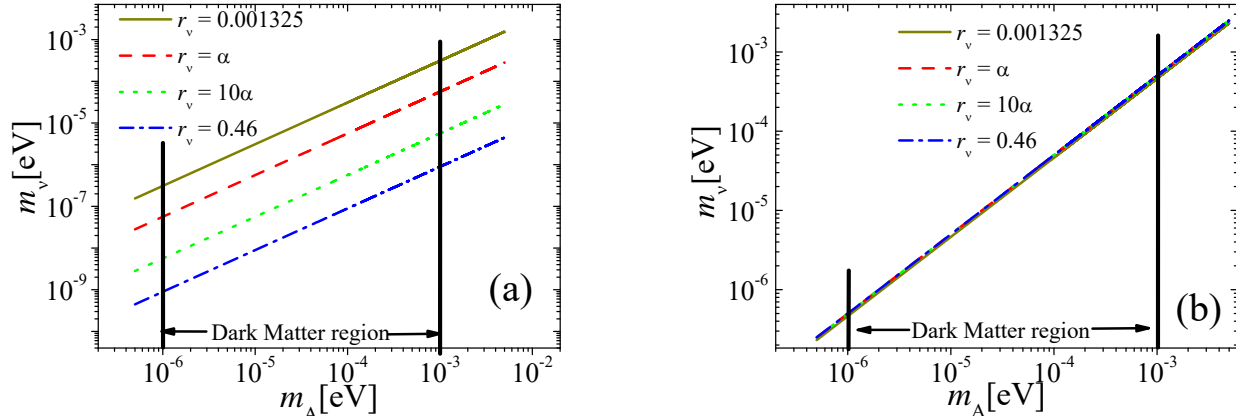 r_ν = 0.001325
r_ν = α
r_ν = 10α
r_ν = 0.46
10⁻³
10⁻⁵
10⁻⁷
10⁻⁹
m_ν[eV]
(a)
Dark Matter region
10⁻⁶
10⁻⁵
10⁻⁴
10⁻³
10⁻²
m_A[eV]
r_ν = 0.001325
r_ν = α
r_ν = 10α
r_ν = 0.46
10⁻³
10⁻⁴
10⁻⁵
10⁻⁶
m_ν[eV]
(b)
Dark Matter region
10⁻⁶
10⁻⁵
10⁻⁴
10⁻³
m_A[eV]